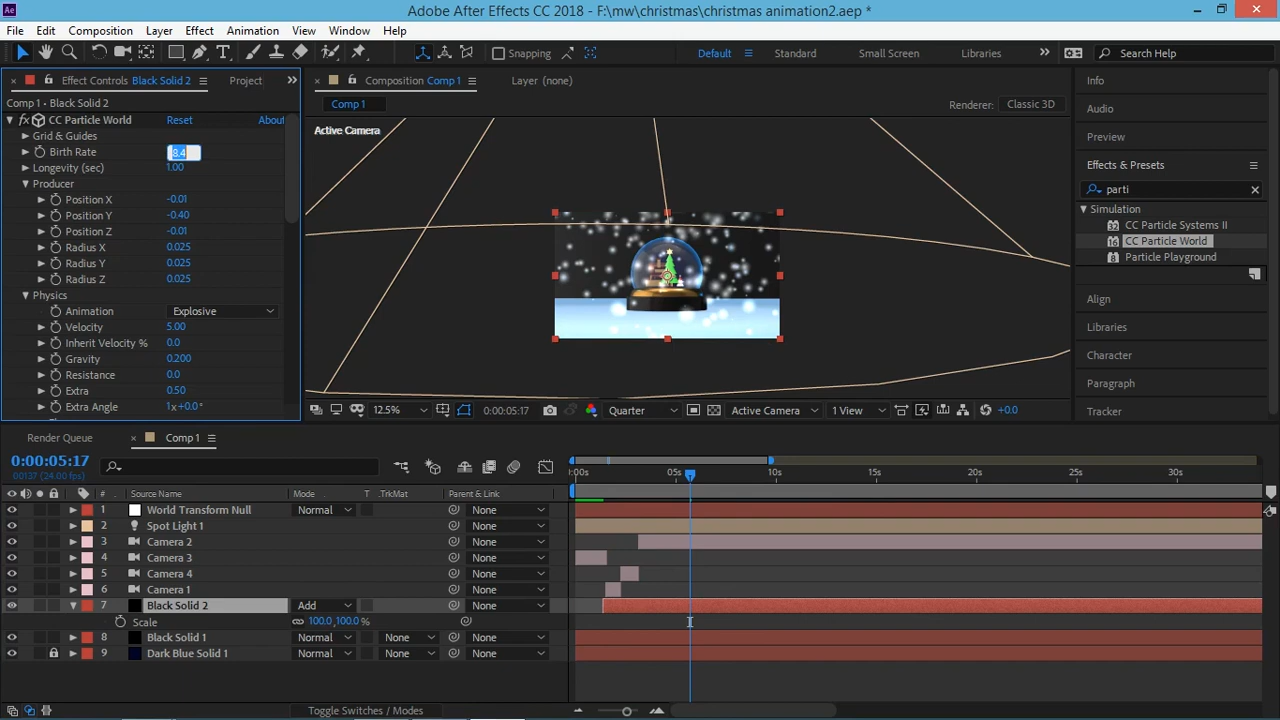 Adobe After Effects CC 2018 - F:\mw\christmas\christmas animation2.aep *
File Edit Composition Layer Effect Animation View Window Help
Snapping Default Standard Small Screen Libraries Search Help
Effect Controls Black Solid 2 Project
Composition Comp 1 Layer (none)
Info
Comp 1 • Black Solid 2
Comp 1 Renderer: Classic 3D
Audio
fx CC Particle World Reset About
Active Camera
Grid & Guides
Preview
Birth Rate 8.4
Longevity (sec) 1.00
Effects & Presets
Producer
parti
Position X -0.01
Simulation
Position Y -0.40
CC Particle Systems II
Position Z -0.01
CC Particle World
Radius X 0.025
Particle Playground
Radius Y 0.025
Radius Z 0.025
Physics
Align
Animation Explosive
Velocity 5.00
Libraries
Inherit Velocity % 0.0
Character
Gravity 0.200
Resistance 0.0
Paragraph
Extra 0.50
Extra Angle 1x+0.0°
12.5% 0:00:05:17 Quarter Active Camera 1 View +0.0
Tracker
Render Queue Comp 1
0:00:05:17
00137 (24.00 fps)
:00s 05s 10s 15s 20s 25s 30s
# Source Name Mode T .TrkMat Parent & Link
1 World Transform Null Normal None
2 Spot Light 1 None
3 Camera 2 None
4 Camera 3 None
5 Camera 4 None
6 Camera 1 None
7 Black Solid 2 Add None
Scale 100.0,100.0 %
8 Black Solid 1 Normal None None
9 Dark Blue Solid 1 Normal None None
Toggle Switches / Modes